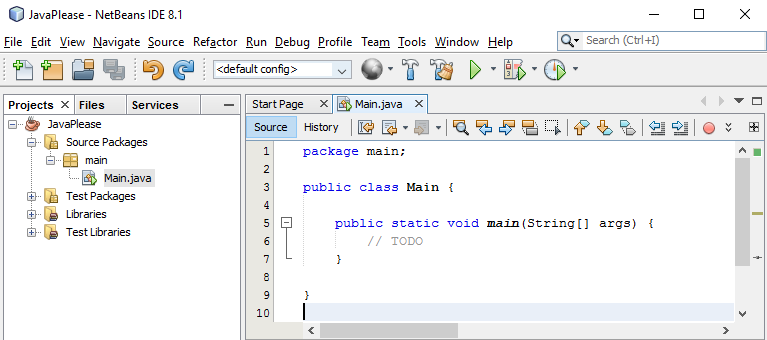 JavaPlease - NetBeans IDE 8.1
File Edit View Navigate Source Refactor Run Debug Profile Team Tools Window Help
Search (Ctrl+I)
<default config>
Projects Files Services
JavaPlease
Source Packages
main
Main.java
Test Packages
Libraries
Test Libraries
Start Page Main.java
Source History
1 package main;
2
3 public class Main {
4
5 public static void main(String[] args) {
6 // TODO
7 }
8
9 }
10